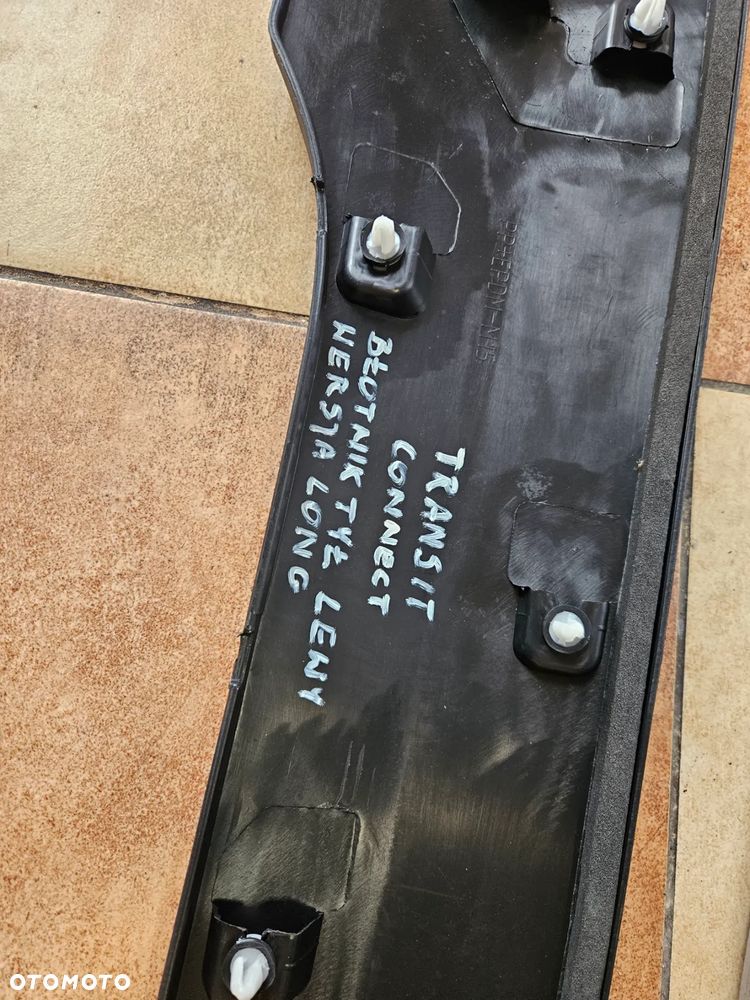 TRANSIT
CONNECT
BŁOTNIK TYŁ LEWY
WERSJA LONG
OTOMOTO